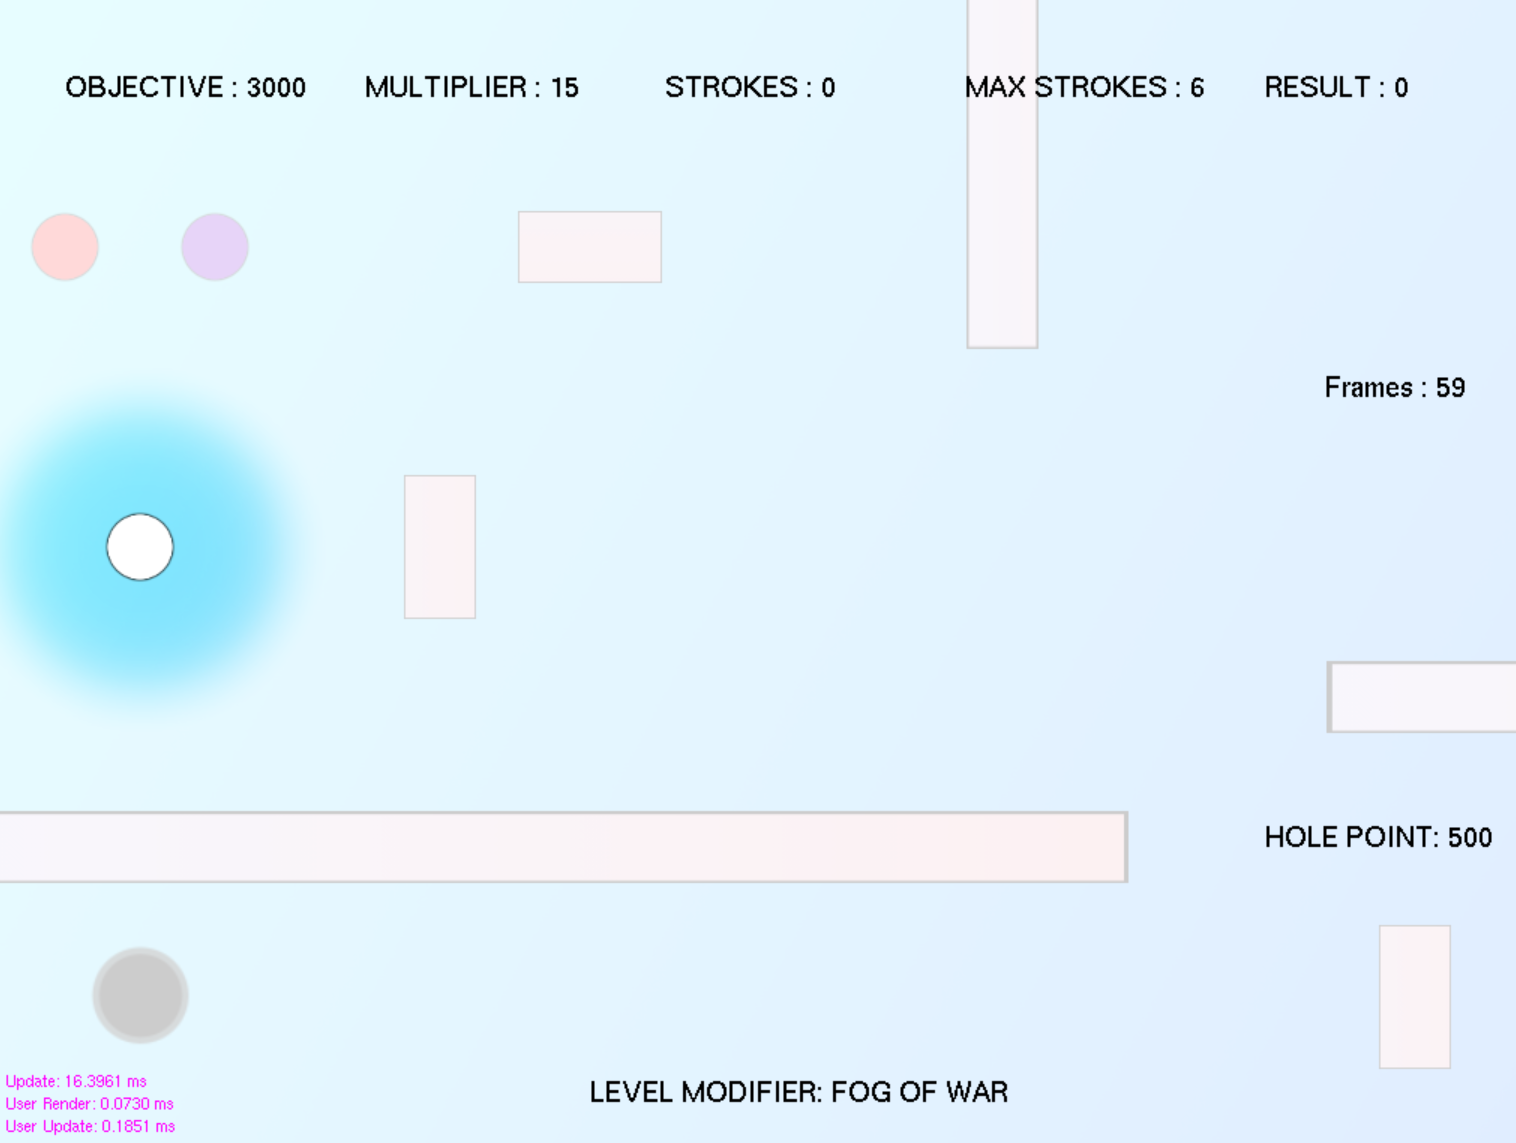 OBJECTIVE : 3000 MULTIPLIER : 15 STROKES : 0 MAX STROKES : 6 RESULT : 0
Frames : 59
HOLE POINT: 500
Update: 16.3961 ms
LEVEL MODIFIER: FOG OF WAR
User Render: 0.0730 ms
User Update: 0.1851 ms